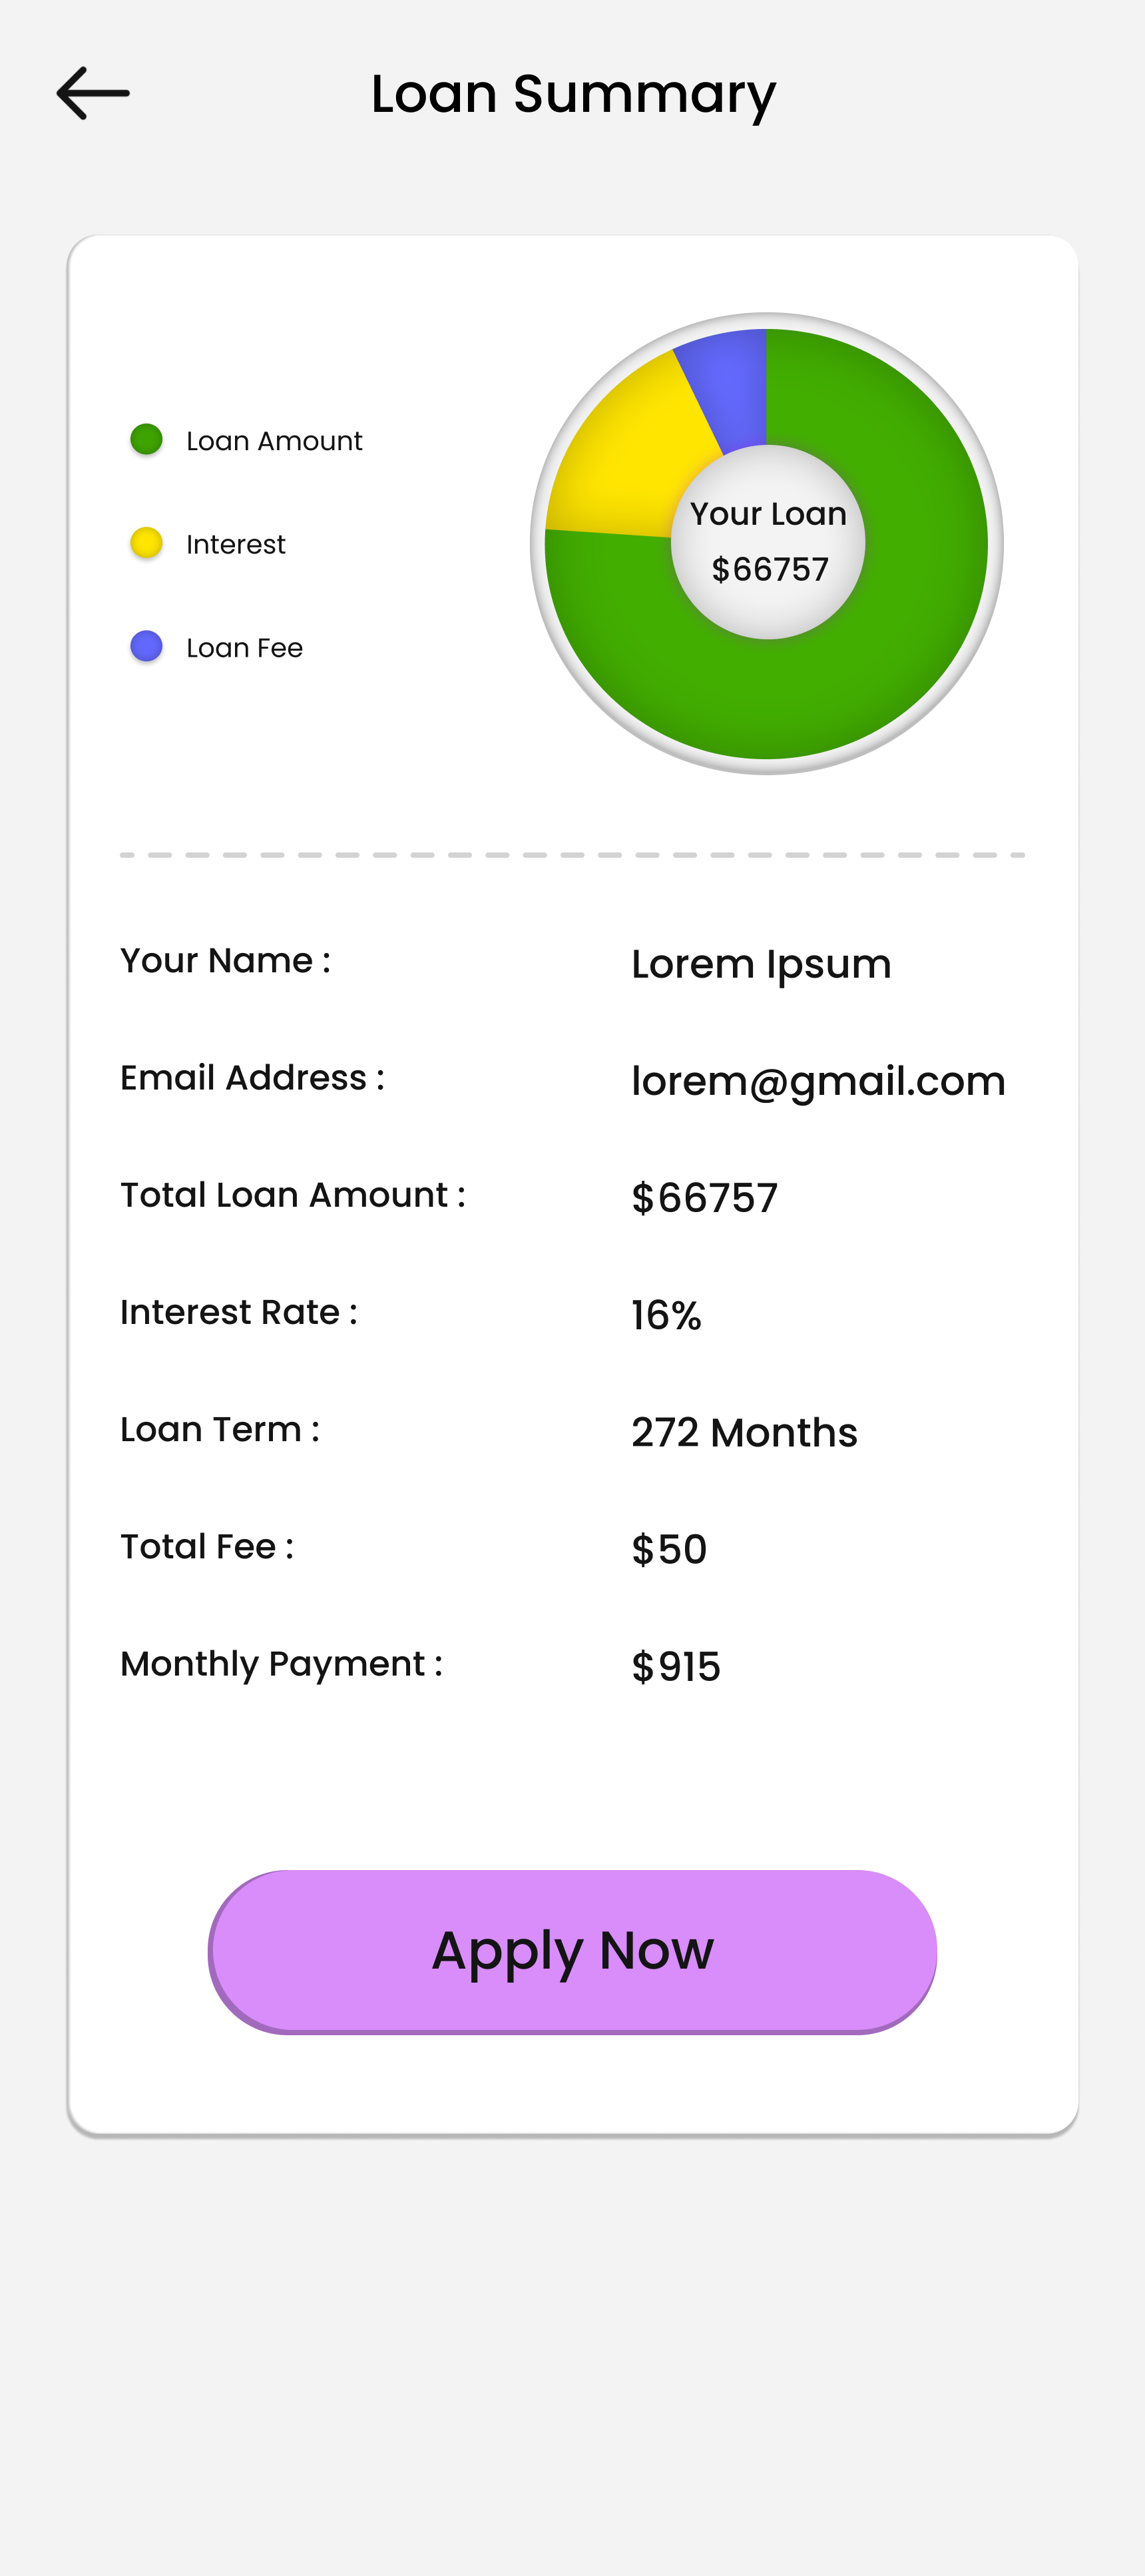 Loan Summary
Loan Amount
Interest
Loan Fee
Your Loan
$66757
Your Name : Lorem Ipsum
Email Address : lorem@gmail.com
Total Loan Amount : $66757
Interest Rate : 16%
Loan Term : 272 Months
Total Fee : $50
Monthly Payment : $915
Apply Now